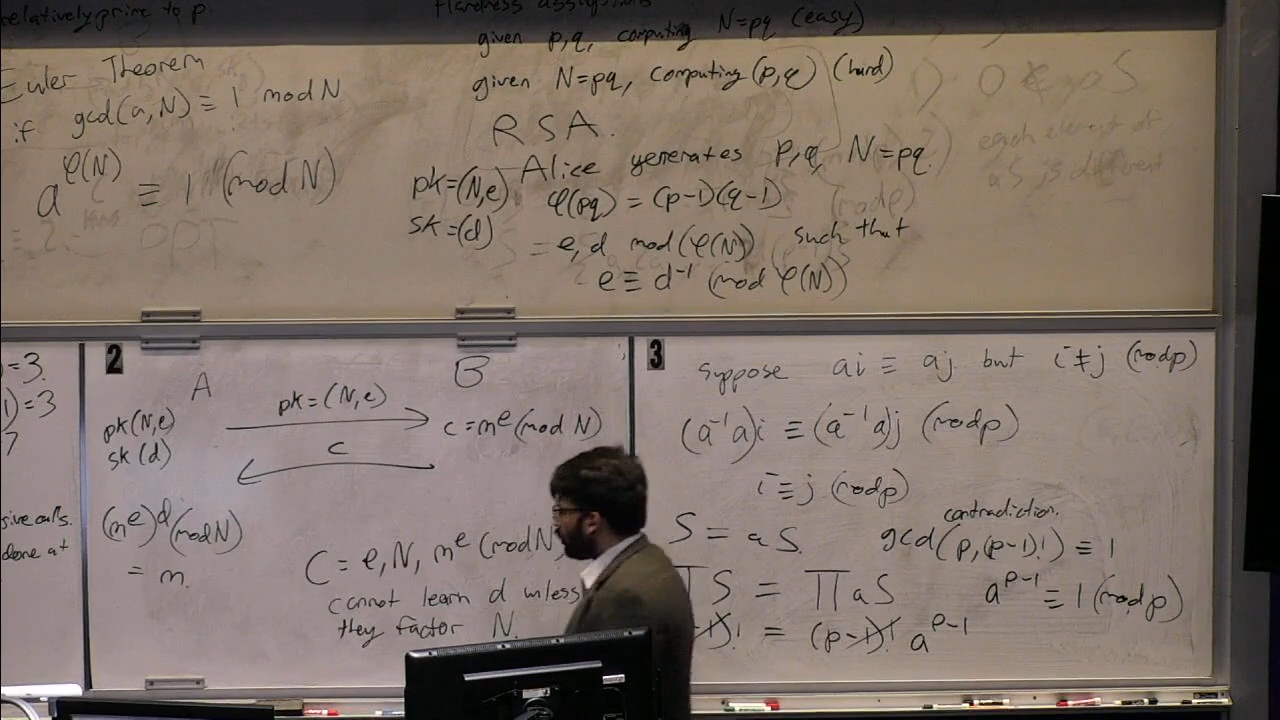 relatively prime to p.
Euler Theorem
if gcd(a,N) ≡ 1 mod N
a^φ(N) ≡ 1 (mod N)
given p,q, computing N=pq (easy)
given N=pq, computing (p,q) (hard)
RSA.
Alice generates p,q, N=pq.
pk=(N,e)
sk=(d)
φ(pq) = (p-1)(q-1)
= e,d mod (φ(N)) such that
e ≡ d^-1 (mod φ(N))
each element of
aS is different
) = 3.
1) = 3
7
sive calls.
done at
2
A
B
pk(N,e)
sk(d)
pk=(N,e)
c=m^e (mod N)
c
(m^e)^d (mod N)
= m.
C = e, N, m^e (mod N)
cannot learn d unless
they factor N.
3
suppose ai ≡ aj but i ≠ j (mod p)
(a^-1 a)i ≡ (a^-1 a)j (mod p)
i ≡ j (mod p)
contradiction.
S = aS.
gcd(p,(p-1)!) ≡ 1
∏S = ∏aS
a^p-1 ≡ 1 (mod p)
-1)! = (p-1)! a^p-1